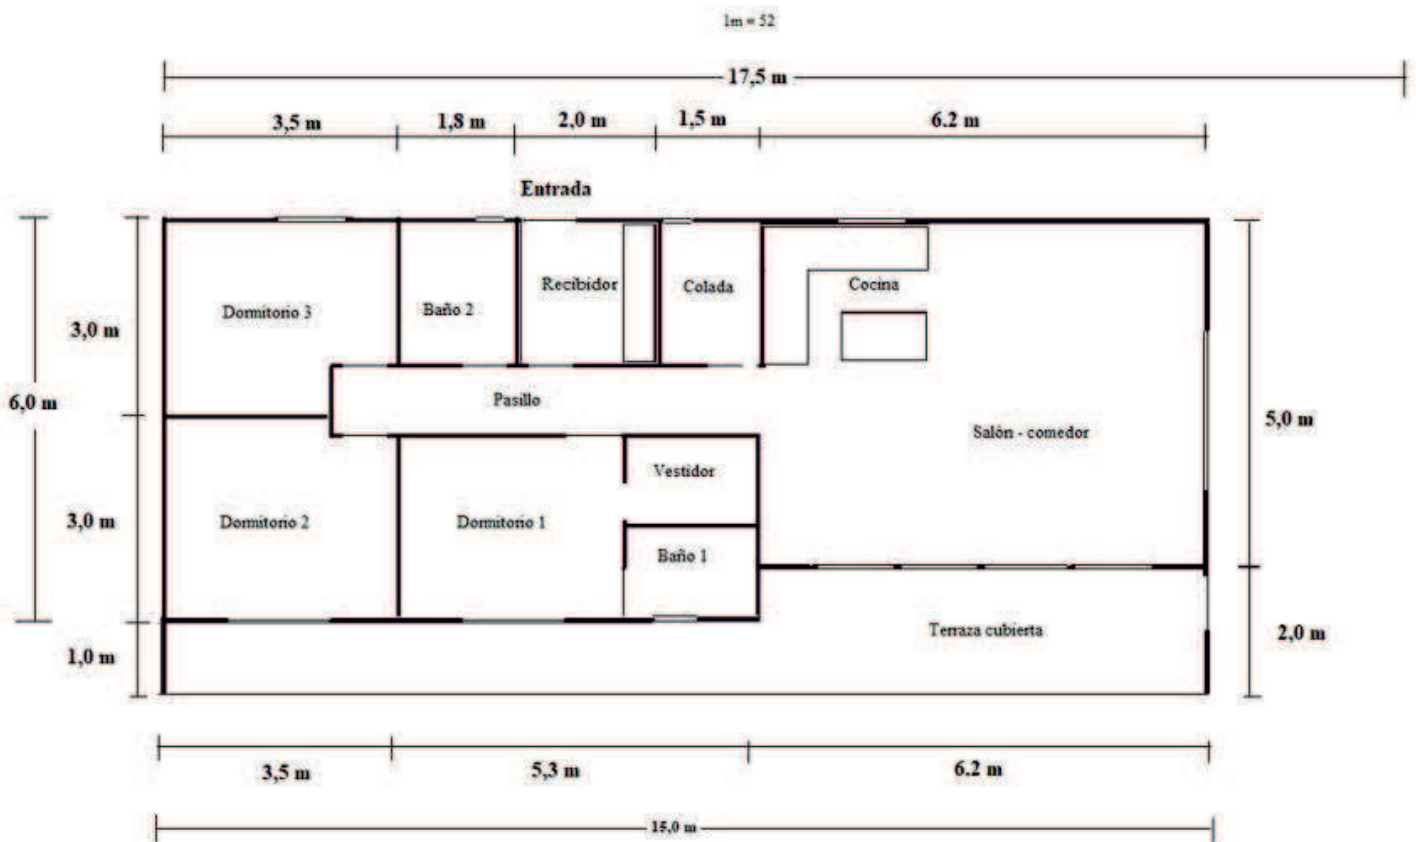 1m = 52
17,5 m
3,5 m
1,8 m
2,0 m
1,5 m
6.2 m
Entrada
Recibidor
Colada
Cocina
Dormitorio 3
Baño 2
3,0 m
6,0 m
Pasillo
5,0 m
Salón - comedor
Vestidor
3,0 m
Dormitorio 2
Dormitorio 1
Baño 1
Terraza cubierta
2,0 m
1,0 m
3,5 m
5,3 m
6.2 m
15,0 m